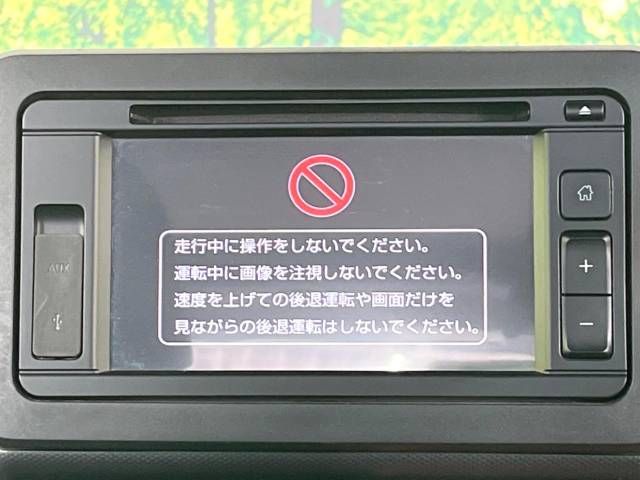 走行中に操作をしないでください。
運転中に画像を注視しないでください。
速度を上げての後退運転や画面だけを
見ながらの後退運転はしないでください。
AUX
+
−